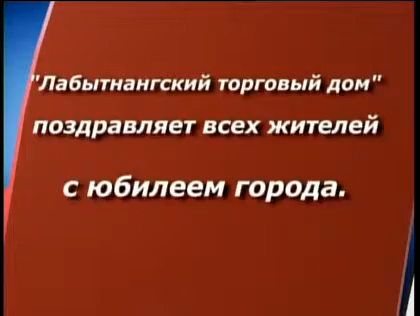 "Лабытнангский торговый дом"
поздравляет всех жителей
с юбилеем города.